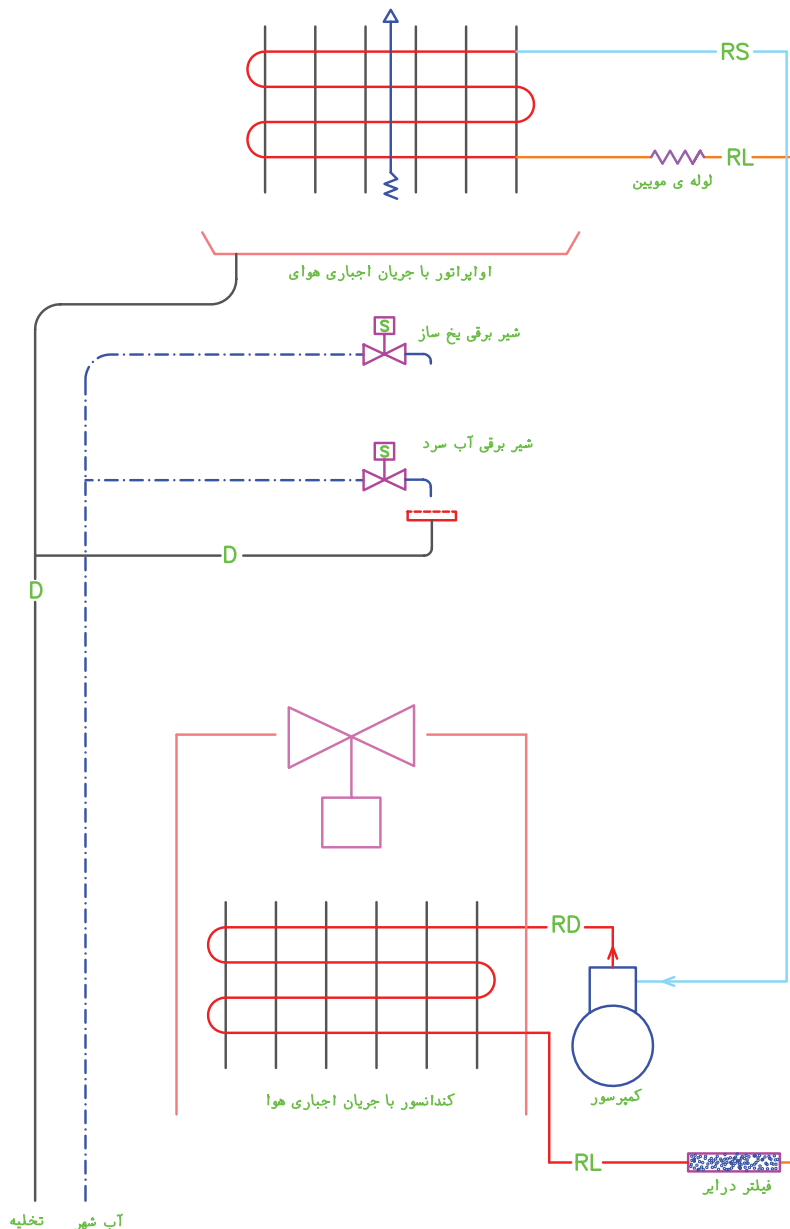 RS
RL
لوله ی مویین
اواپراتور با جریان اجباری هوای
S
شیر برقی یخ ساز
S
شیر برقی آب سرد
D
D
RD
کندانسور با جریان اجباری هوا
کمپرسور
RL
فیلتر درایر
تخلیه
آب شهر